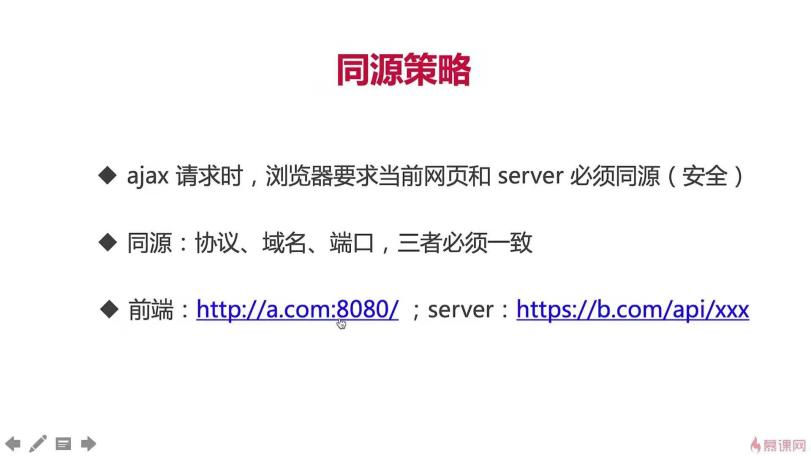 同源策略
◆ ajax 请求时，浏览器要求当前网页和 server 必须同源（安全）
◆ 同源：协议、域名、端口，三者必须一致
◆ 前端：http://a.com:8080/ ；server：https://b.com/api/xxx
慕课网